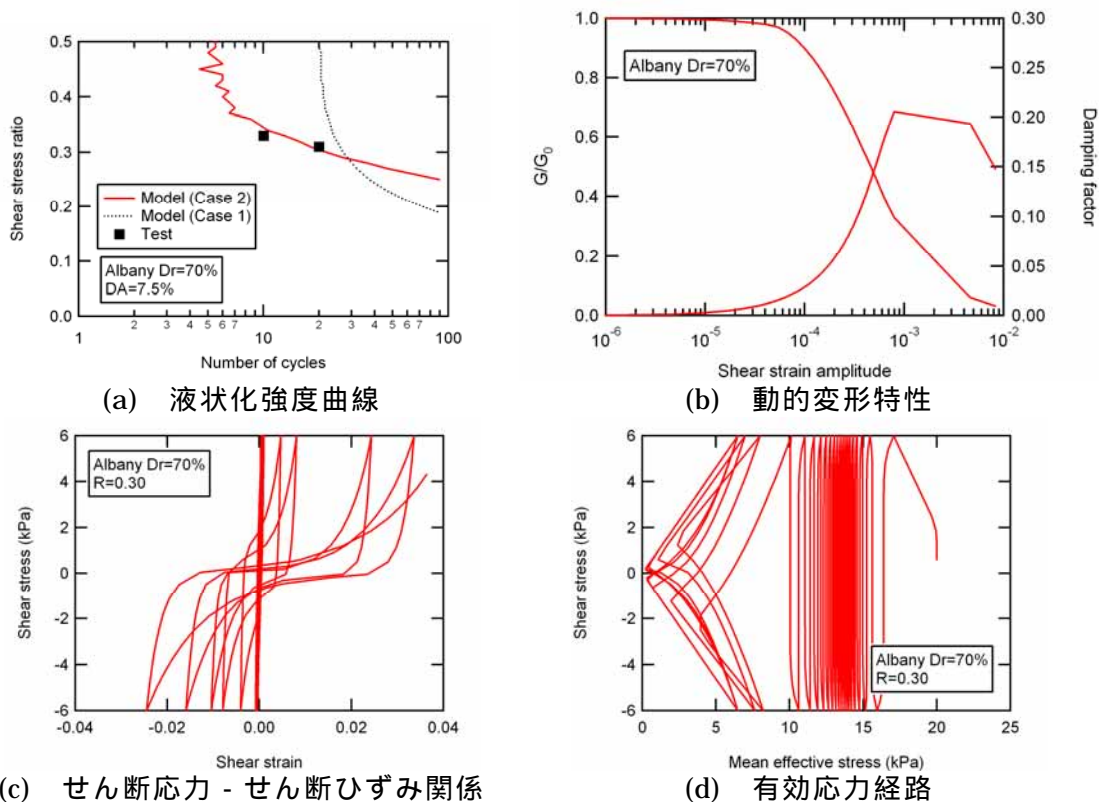 0.5
0.4
0.3
0.2
0.1
0.0
Shear stress ratio
Model (Case 2)
Model (Case 1)
Test
Albany Dr=70%
DA=7.5%
1 2 3 4 5 6 7 10 2 3 4 5 6 7 100
Number of cycles
(a) 液状化強度曲線
1.0
0.8
0.6
0.4
0.2
0.0
G/G0
Albany Dr=70%
0.30
0.25
0.20
0.15
0.10
0.05
0.00
Damping factor
10-6 10-5 10-4 10-3 10-2
Shear strain amplitude
(b) 動的変形特性
6
4
2
0
-2
-4
-6
Shear stress (kPa)
Albany Dr=70%
R=0.30
-0.04 -0.02 0.00 0.02 0.04
Shear strain
(c) せん断応力 - せん断ひずみ関係
6
4
2
0
-2
-4
-6
Shear stress (kPa)
Albany Dr=70%
R=0.30
0 5 10 15 20 25
Mean effective stress (kPa)
(d) 有効応力経路